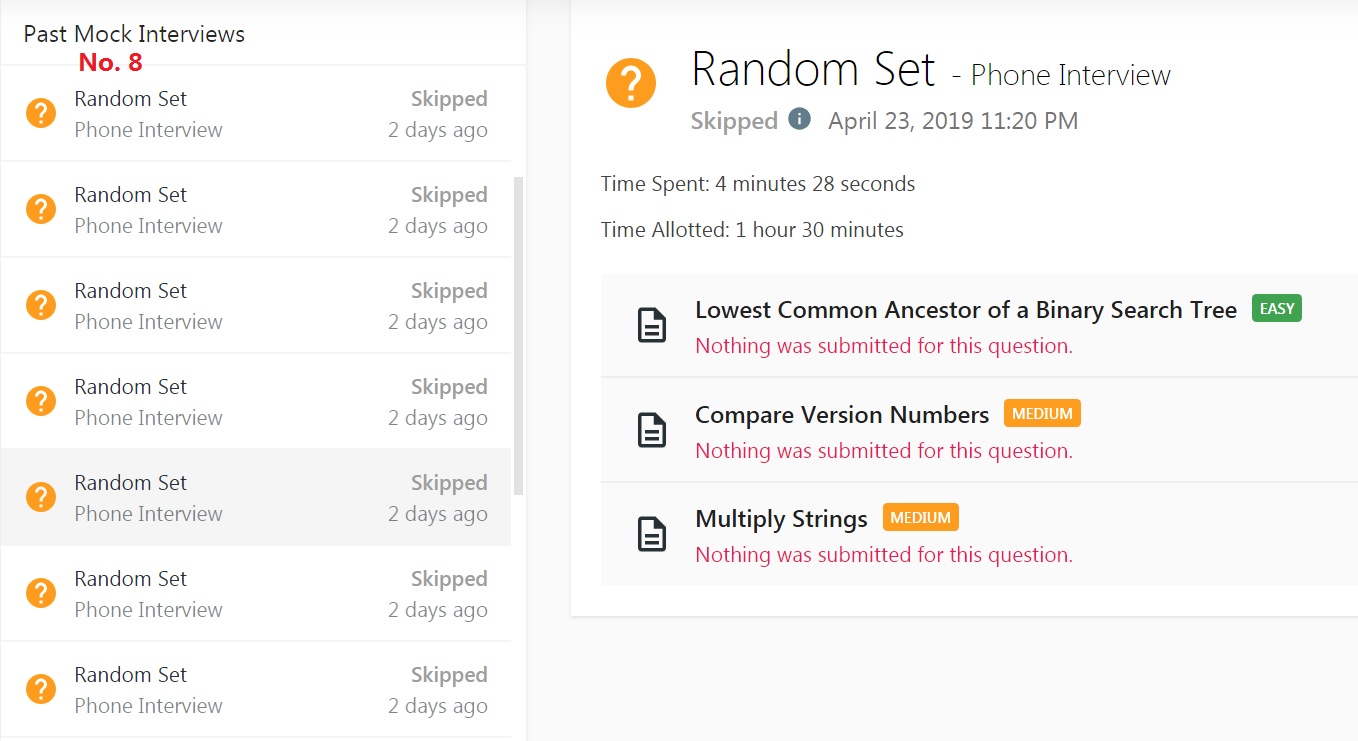 Past Mock Interviews
No. 8
Random Set Skipped
Phone Interview 2 days ago
Random Set Skipped
Phone Interview 2 days ago
Random Set Skipped
Phone Interview 2 days ago
Random Set Skipped
Phone Interview 2 days ago
Random Set Skipped
Phone Interview 2 days ago
Random Set Skipped
Phone Interview 2 days ago
Random Set Skipped
Phone Interview 2 days ago
Random Set - Phone Interview
Skipped April 23, 2019 11:20 PM
Time Spent: 4 minutes 28 seconds
Time Allotted: 1 hour 30 minutes
Lowest Common Ancestor of a Binary Search Tree EASY
Nothing was submitted for this question.
Compare Version Numbers MEDIUM
Nothing was submitted for this question.
Multiply Strings MEDIUM
Nothing was submitted for this question.